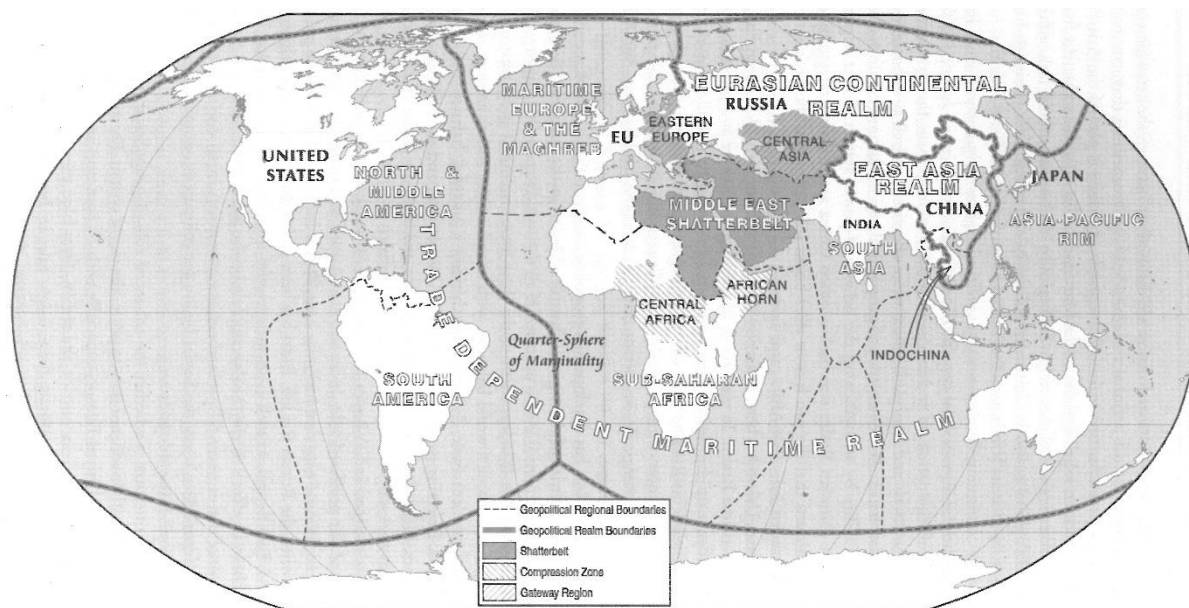 EURASIAN CONTINENTAL
REALM
RUSSIA
MARITIME
EUROPE
& THE
MAGHREB
EU
EASTERN
EUROPE
CENTRAL
ASIA
UNITED
STATES
NORTH &
MIDDLE
AMERICA
EAST ASIA
REALM
CHINA
JAPAN
ASIA-PACIFIC
RIM
MIDDLE EAST
SHATTERBELT
INDIA
SOUTH
ASIA
AFRICAN
HORN
CENTRAL
AFRICA
INDOCHINA
Quarter-Sphere
of Marginality
SOUTH
AMERICA
SUB-SAHARAN
AFRICA
TRADE DEPENDENT MARITIME REALM
Geopolitical Regional Boundaries
Geopolitical Realm Boundaries
Shatterbelt
Compression Zone
Gateway Region